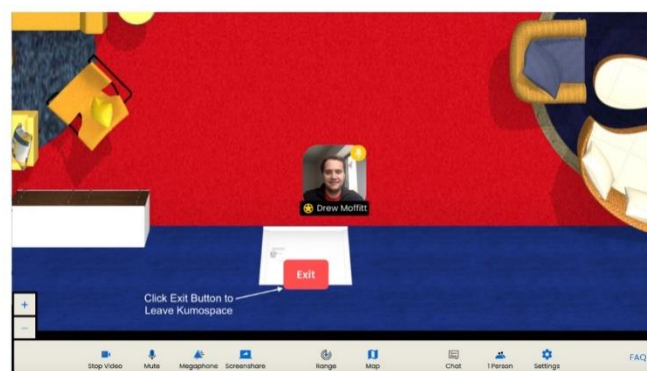 Drew Moffitt
Exit
Click Exit Button to
Leave Kumospace
+
−
Stop Video
Mute
Megaphone
Screenshare
Range
Map
Chat
1 Person
Settings
FAQ